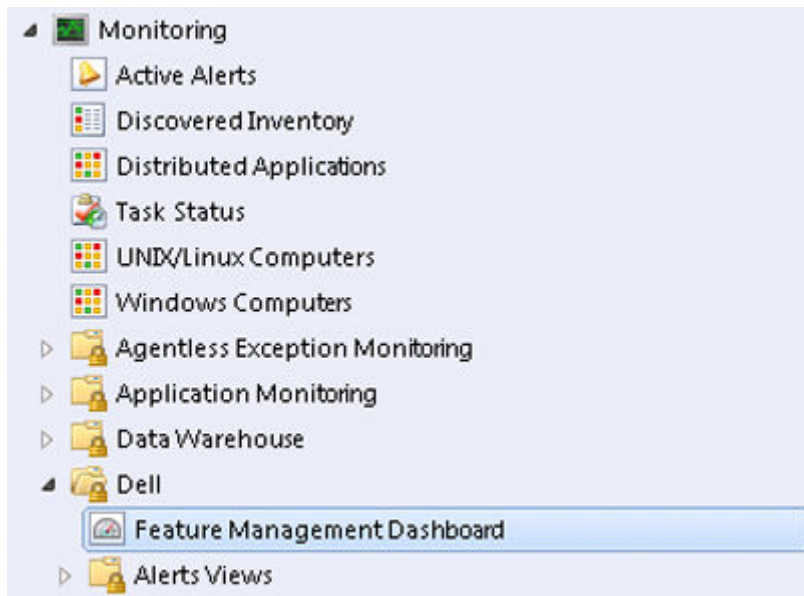 Monitoring
Active Alerts
Discovered Inventory
Distributed Applications
Task Status
UNIX/Linux Computers
Windows Computers
Agentless Exception Monitoring
Application Monitoring
Data Warehouse
Dell
Feature Management Dashboard
Alerts Views